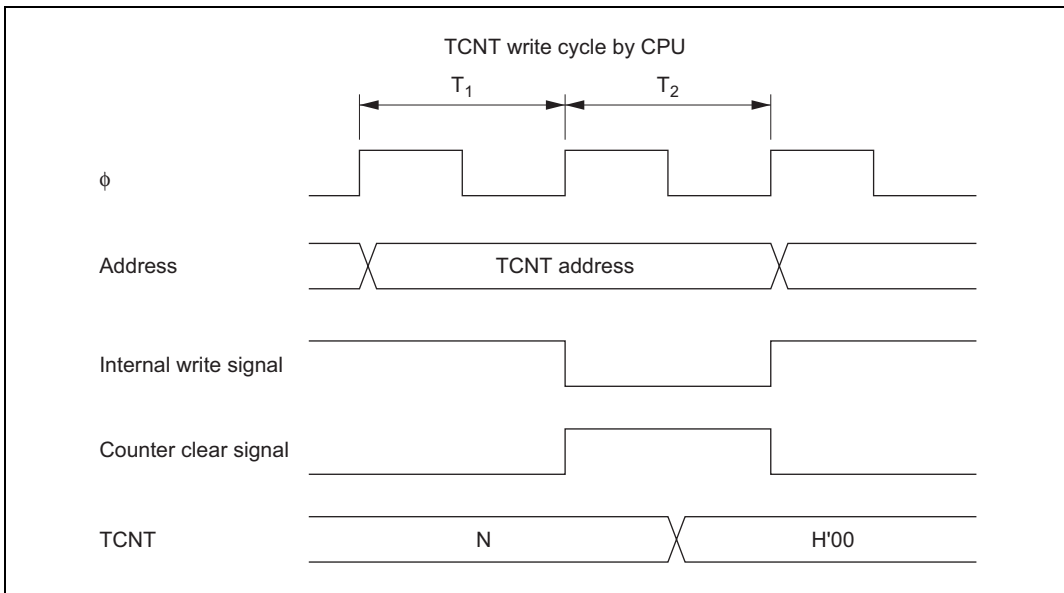 TCNT write cycle by CPU
T1 T2
φ
Address TCNT address
Internal write signal
Counter clear signal
TCNT N H'00